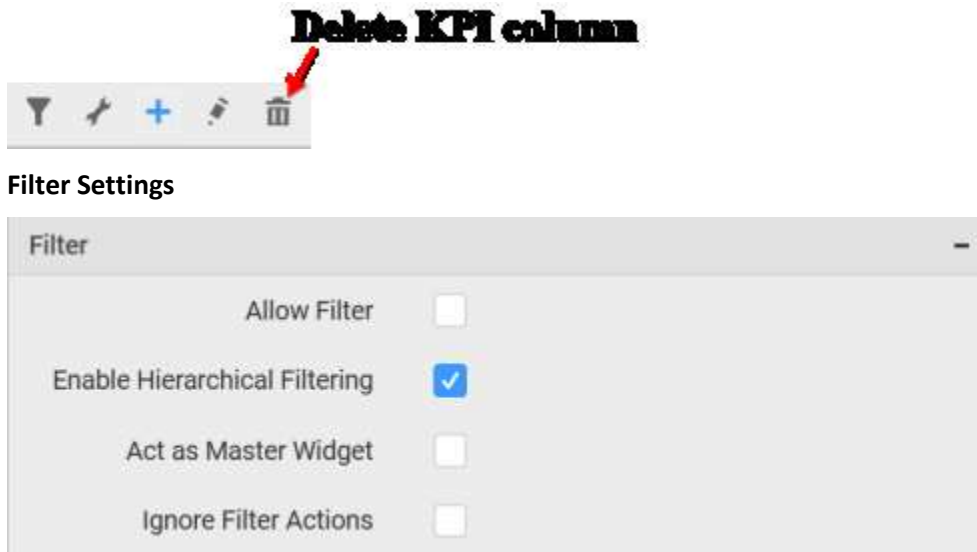 Delete KPI column
Filter Settings
Filter
Allow Filter
Enable Hierarchical Filtering
Act as Master Widget
Ignore Filter Actions